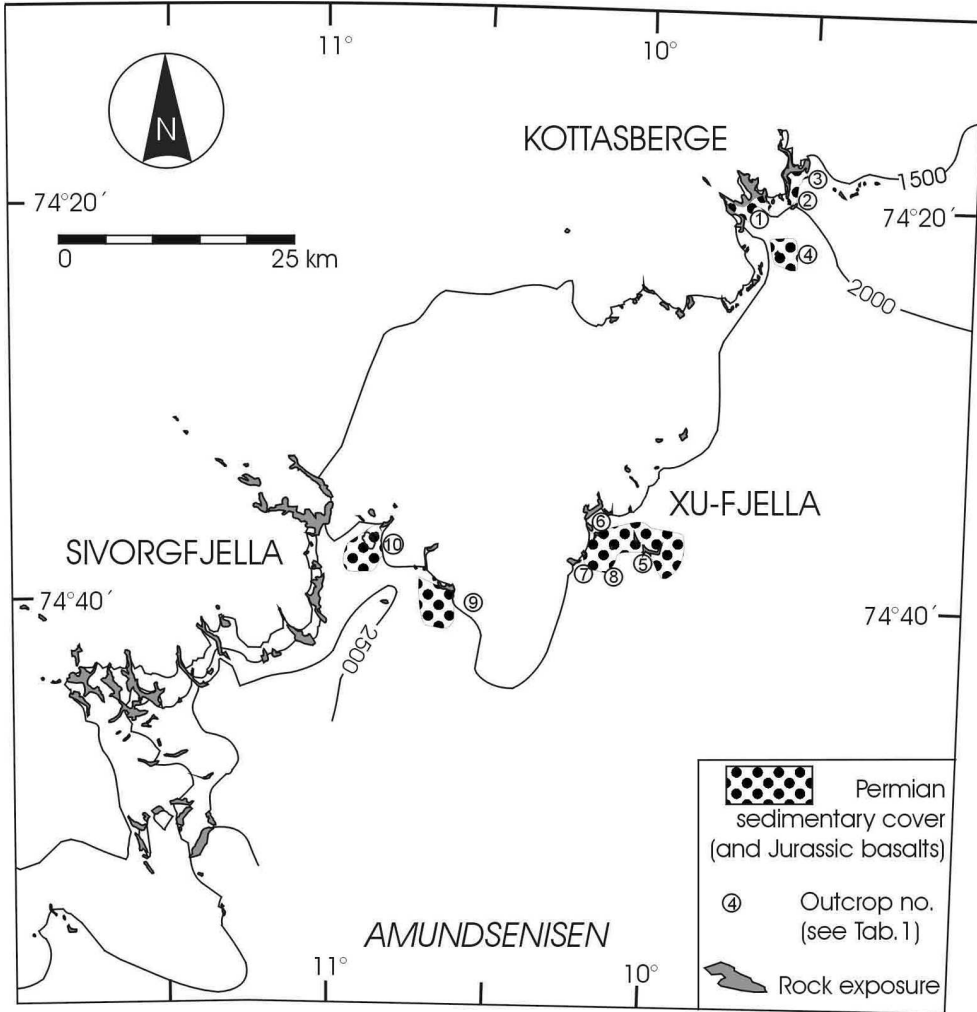 11°
10°
N
KOTTASBERGE
74°20′
1500
3
2
1
74°20′
0
25 km
4
2000
XU-FJELLA
6
SIVORGFJELLA
10
5
7
8
74°40′
9
74°40′
2500
Permian
sedimentary cover
(and Jurassic basalts)
4
Outcrop no.
(see Tab.1)
AMUNDSENISEN
11°
10°
Rock exposure